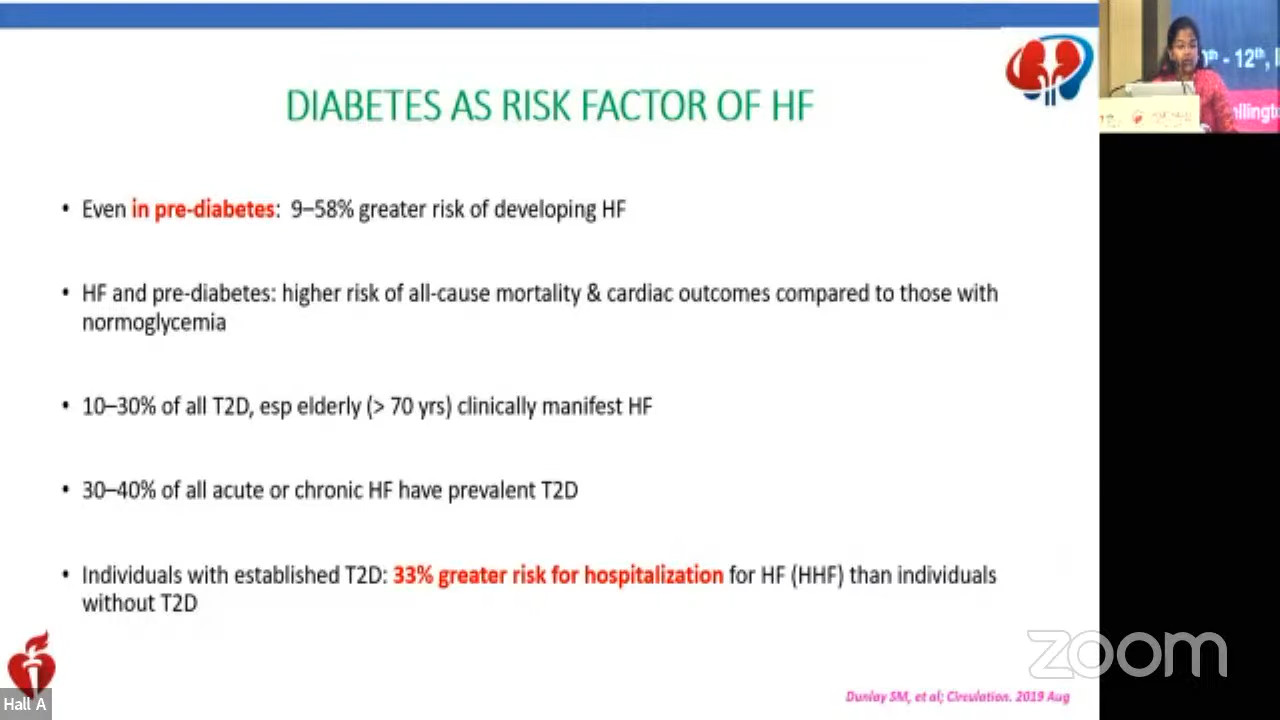 DIABETES AS RISK FACTOR OF HF
• Even in pre-diabetes: 9–58% greater risk of developing HF
• HF and pre-diabetes: higher risk of all-cause mortality & cardiac outcomes compared to those with
normoglycemia
• 10–30% of all T2D, esp elderly (> 70 yrs) clinically manifest HF
• 30–40% of all acute or chronic HF have prevalent T2D
• Individuals with established T2D: 33% greater risk for hospitalization for HF (HHF) than individuals
without T2D
Dunlay SM, et al; Circulation. 2019 Aug
Hall A
zoom
th - 12th,